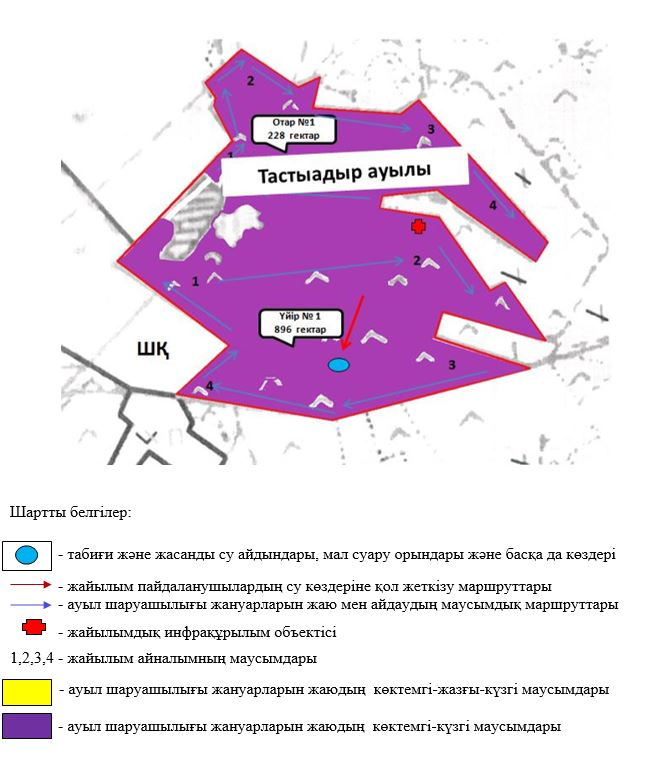 2
Отар №1
228 гектар
3
1
Тастыадыр ауылы
4
2
1
Үйір № 1
896 гектар
ШҚ
3
4
Шартты белгілер:
- табиғи және жасанды су айдындары, мал суару орындары және басқа да көздері
- жайылым пайдаланушылардың су көздеріне қол жеткізу маршруттары
- ауыл шаруашылығы жануарларын жаю мен айдаудың маусымдық маршруттары
- жайылымдық инфрақұрылым объектісі
1,2,3,4 - жайылым айналымның маусымдары
- ауыл шаруашылығы жануарларын жаюдың көктемгі-жазғы-күзгі маусымдары
- ауыл шаруашылығы жануарларын жаюдың көктемгі-күзгі маусымдары